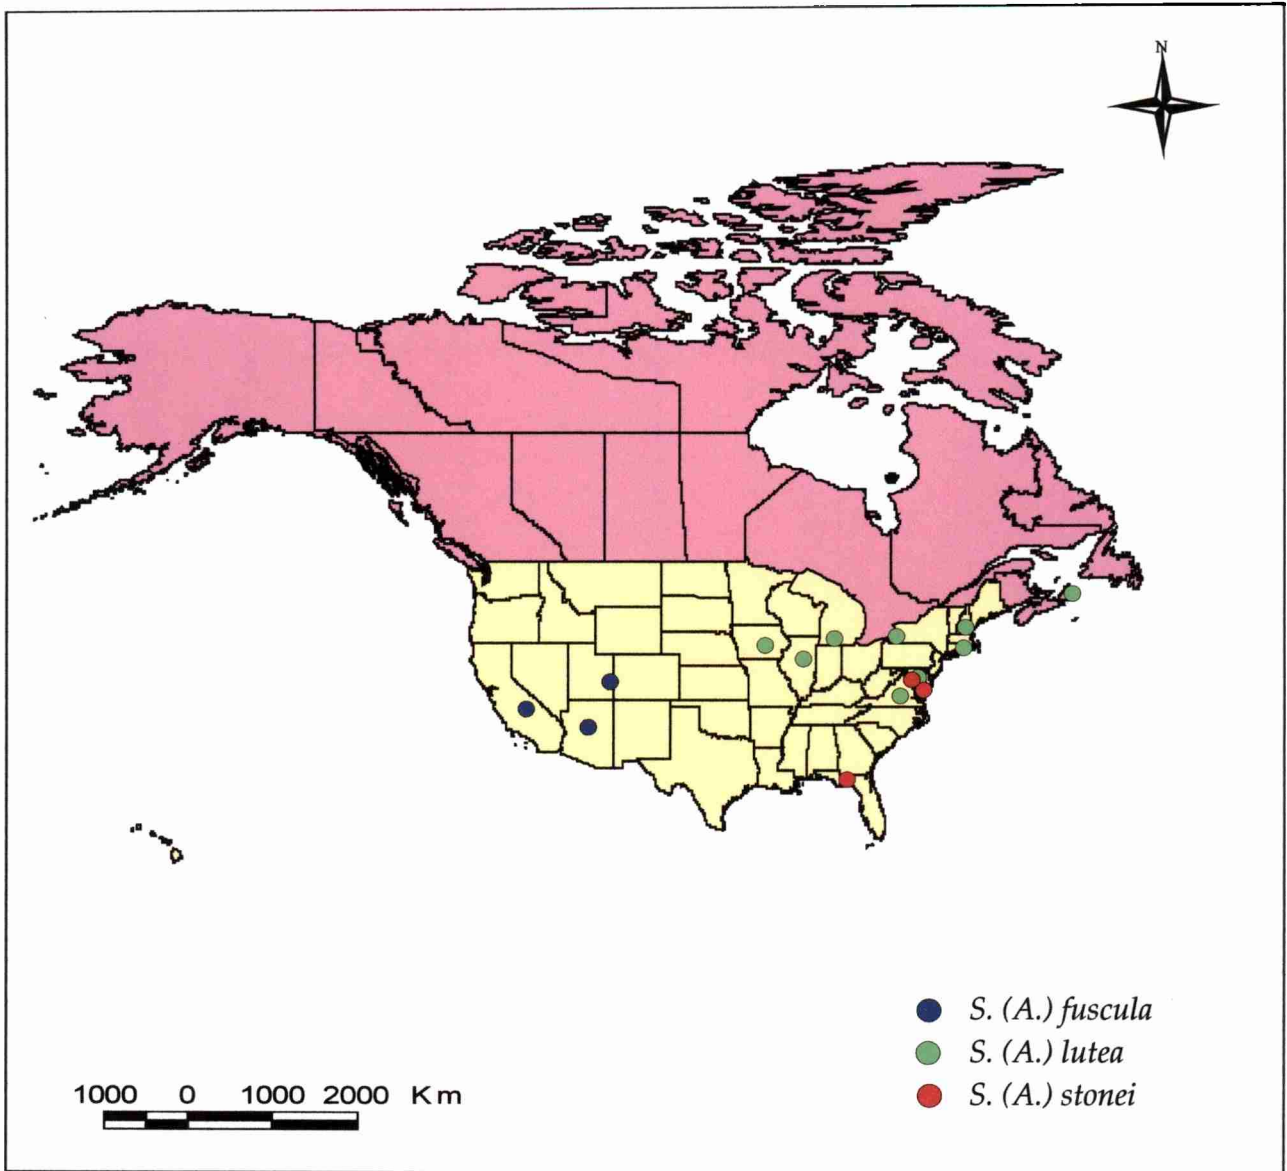 N
S. (A.) fuscula
S. (A.) lutea
S. (A.) stonei
1000 0 1000 2000 Km